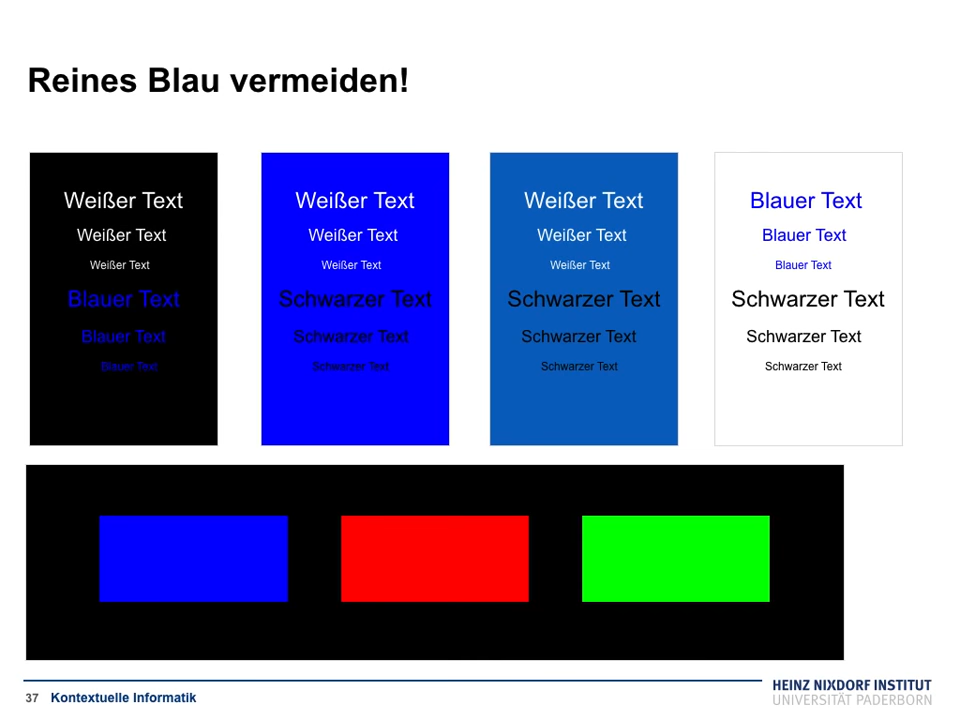 Reines Blau vermeiden!
Weißer Text
Weißer Text
Weißer Text
Blauer Text
Blauer Text
Blauer Text
Weißer Text
Weißer Text
Weißer Text
Schwarzer Text
Schwarzer Text
Schwarzer Text
Weißer Text
Weißer Text
Weißer Text
Schwarzer Text
Schwarzer Text
Schwarzer Text
Blauer Text
Blauer Text
Blauer Text
Schwarzer Text
Schwarzer Text
Schwarzer Text
37 Kontextuelle Informatik
HEINZ NIXDORF INSTITUT
UNIVERSITÄT PADERBORN